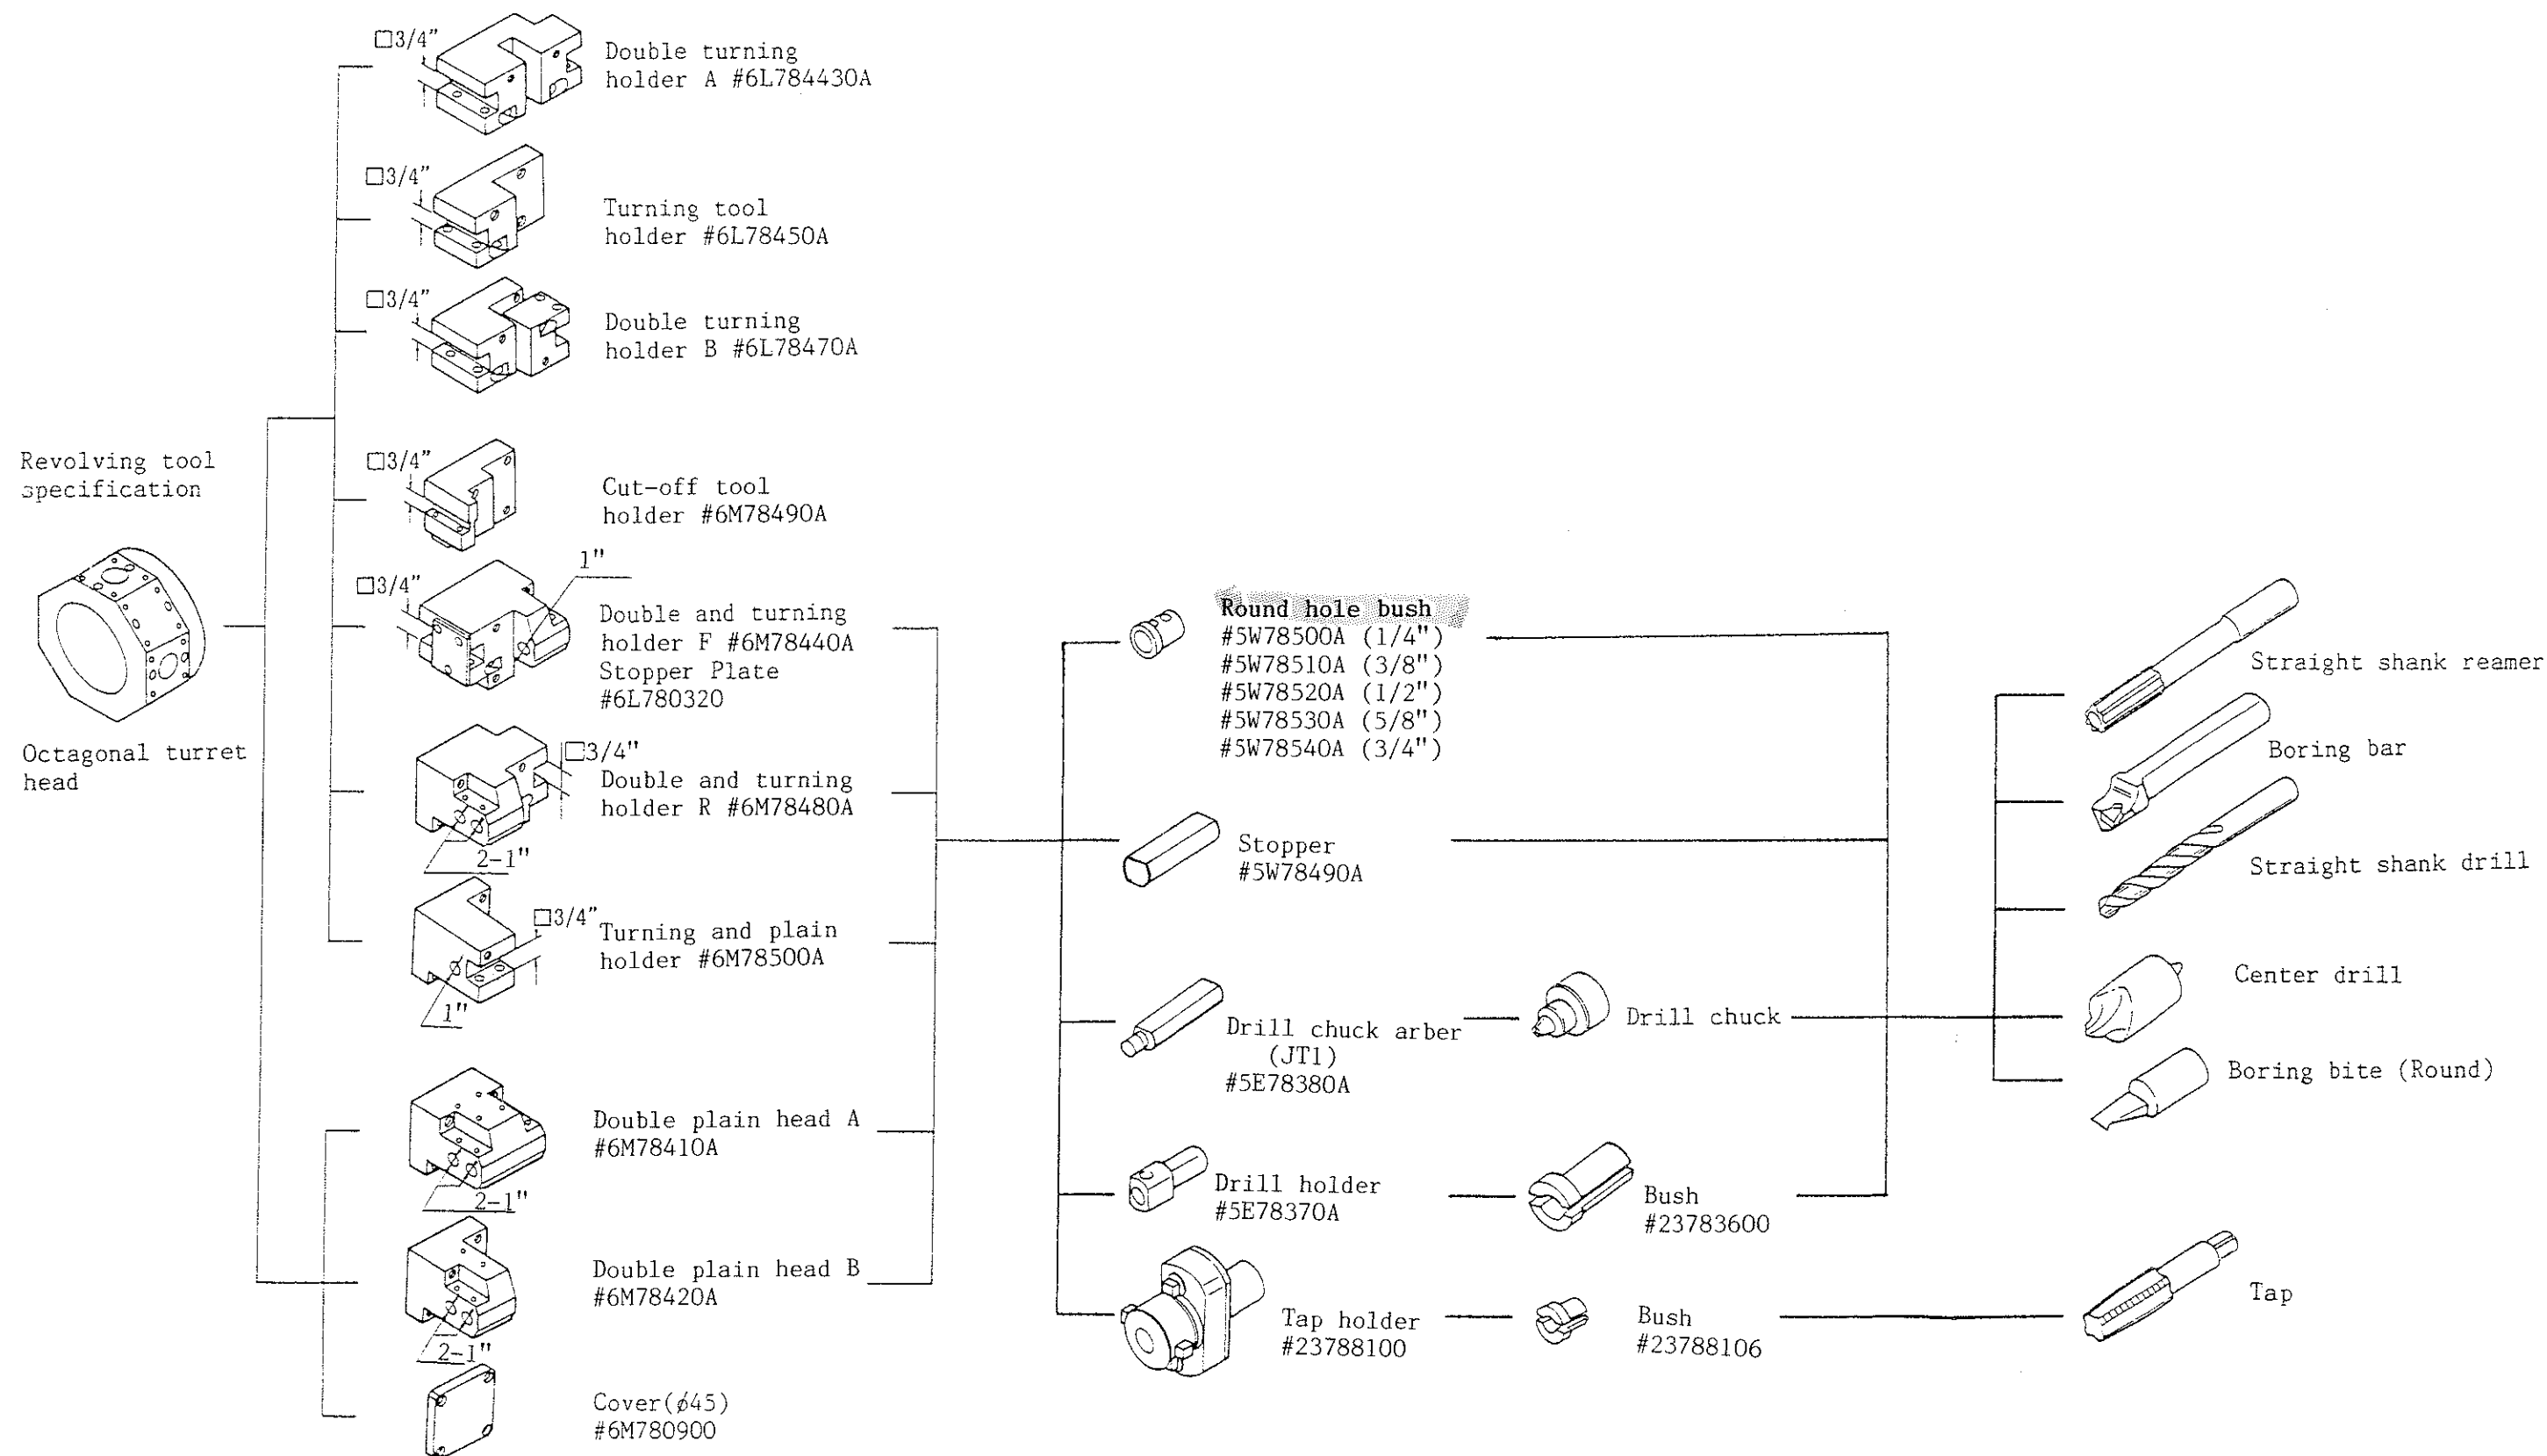 Revolving tool
specification
Octagonal turret
head
□3/4"
Double turning
holder A #6L784430A
□3/4"
Turning tool
holder #6L78450A
□3/4"
Double turning
holder B #6L78470A
□3/4"
Cut-off tool
holder #6M78490A
□3/4"
1"
Double and turning
holder F #6M78440A
Stopper Plate
#6L780320
□3/4"
Double and turning
holder R #6M78480A
2-1"
□3/4"
Turning and plain
holder #6M78500A
1"
Double plain head A
#6M78410A
2-1"
Double plain head B
#6M78420A
2-1"
Cover(φ45)
#6M780900
Round hole bush
#5W78500A (1/4")
#5W78510A (3/8")
#5W78520A (1/2")
#5W78530A (5/8")
#5W78540A (3/4")
Stopper
#5W78490A
Drill chuck arber
(JT1)
#5E78380A
Drill chuck
Drill holder
#5E78370A
Bush
#23783600
Tap holder
#23788100
Bush
#23788106
Straight shank reamer
Boring bar
Straight shank drill
Center drill
Boring bite (Round)
Tap